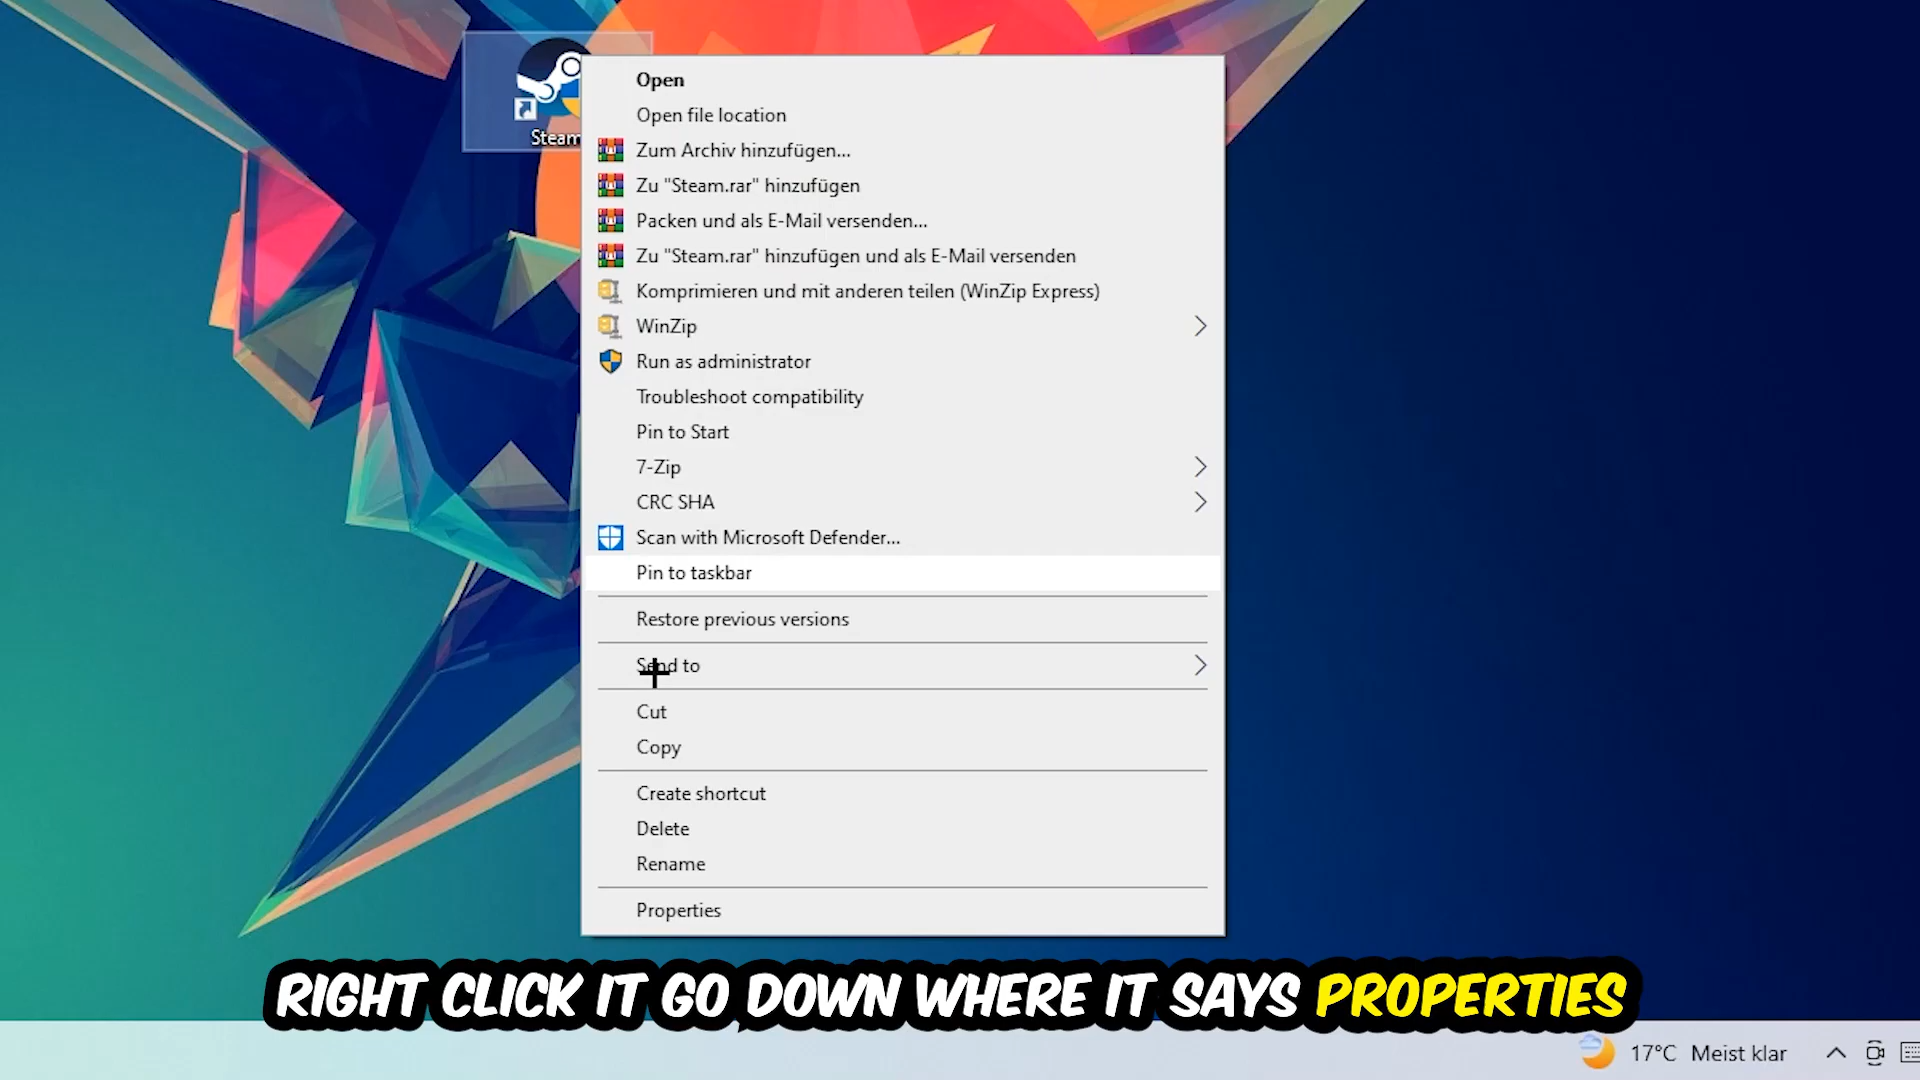 Steam
Open
Open file location
Zum Archiv hinzufügen...
Zu "Steam.rar" hinzufügen
Packen und als E-Mail versenden...
Zu "Steam.rar" hinzufügen und als E-Mail versenden
Komprimieren und mit anderen teilen (WinZip Express)
WinZip
Run as administrator
Troubleshoot compatibility
Pin to Start
7-Zip
CRC SHA
Scan with Microsoft Defender...
Pin to taskbar
Restore previous versions
Send to
Cut
Copy
Create shortcut
Delete
Rename
Properties
RIGHT CLICK IT GO DOWN WHERE IT SAYS PROPERTIES
17°C Meist klar